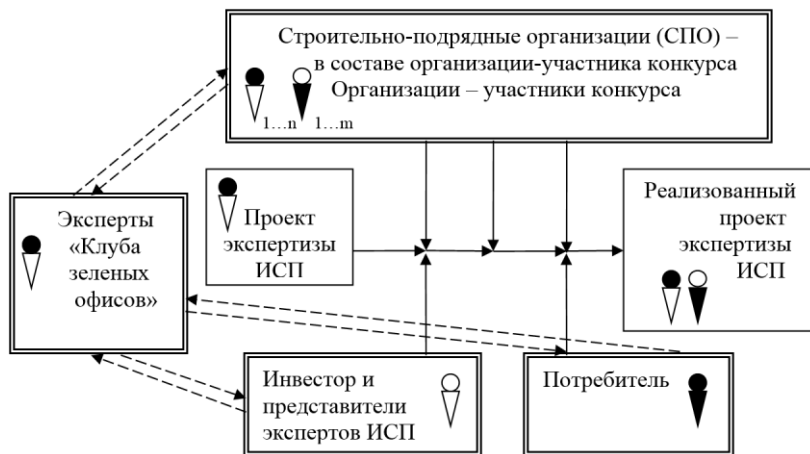 Строительно-подрядные организации (СПО) –
в составе организации-участника конкурса
Организации – участники конкурса
1...n 1...m
Эксперты
«Клуба
зеленых
офисов»
Проект
экспертизы
ИСП
Реализованный
проект
экспертизы
ИСП
Инвестор и
представители
экспертов ИСП
Потребитель